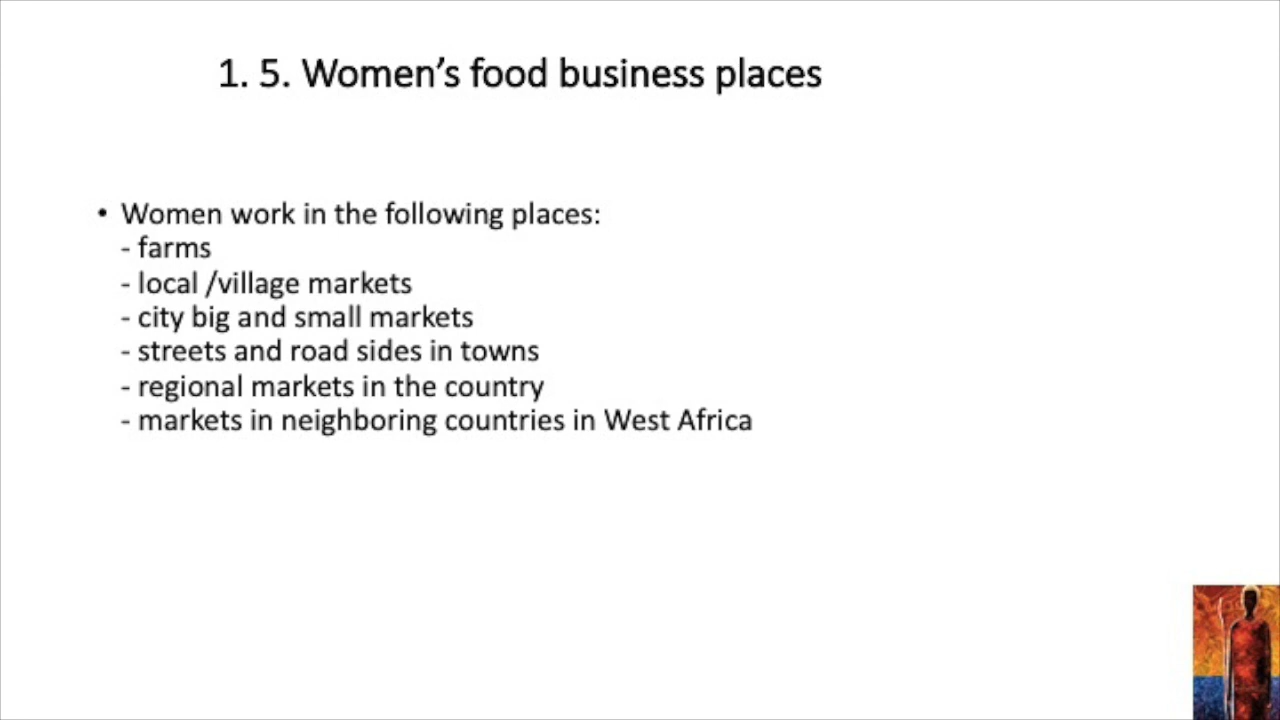 1. 5. Women’s food business places
• Women work in the following places:
- farms
- local /village markets
- city big and small markets
- streets and road sides in towns
- regional markets in the country
- markets in neighboring countries in West Africa